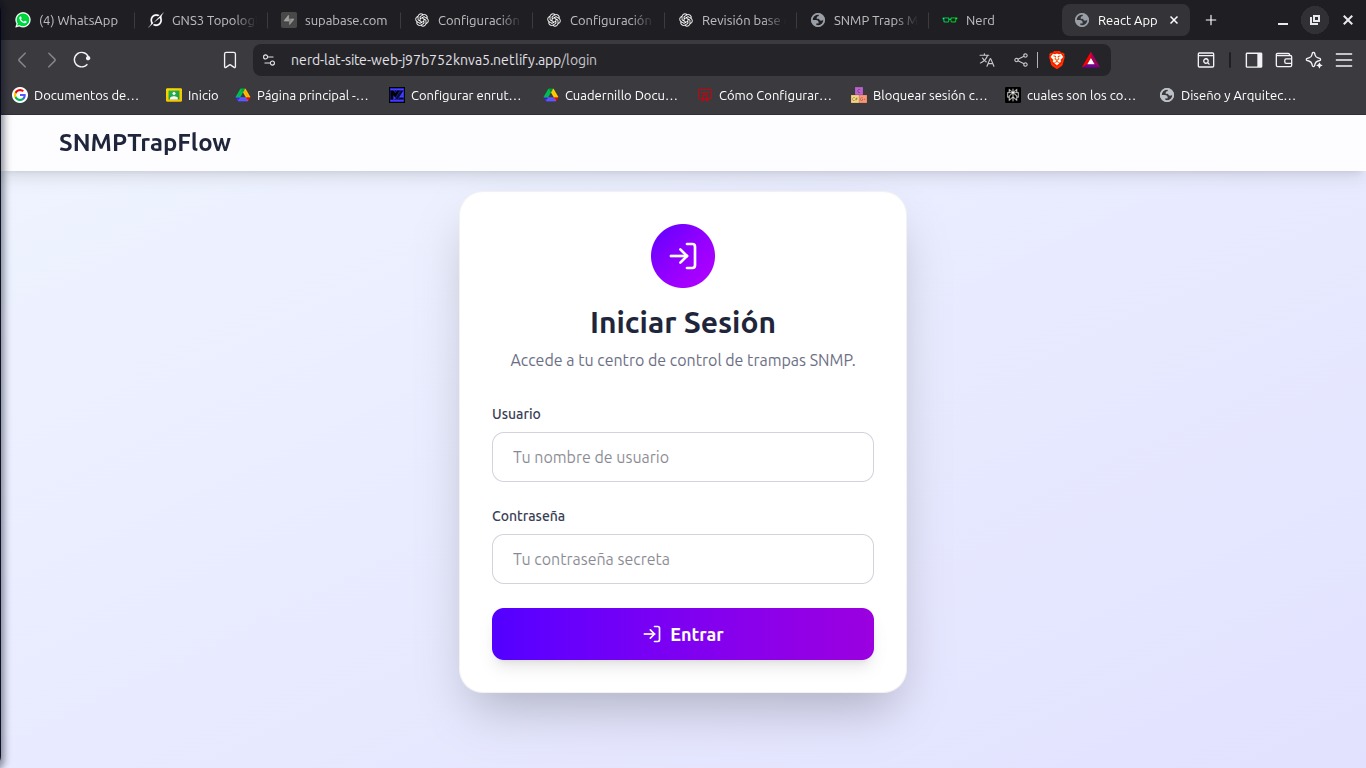 (4) WhatsApp
GNS3 Topolog
supabase.com
Configuración
Configuración
Revisión base
SNMP Traps M
Nerd
React App
nerd-lat-site-web-j97b752knva5.netlify.app/login
Documentos de...
Inicio
Página principal -...
Configurar enrut...
Cuadernillo Docu...
Cómo Configurar...
Bloquear sesión c...
cuales son los co...
Diseño y Arquitec...
SNMPTrapFlow
Iniciar Sesión
Accede a tu centro de control de trampas SNMP.
Usuario
Tu nombre de usuario
Contraseña
Tu contraseña secreta
Entrar